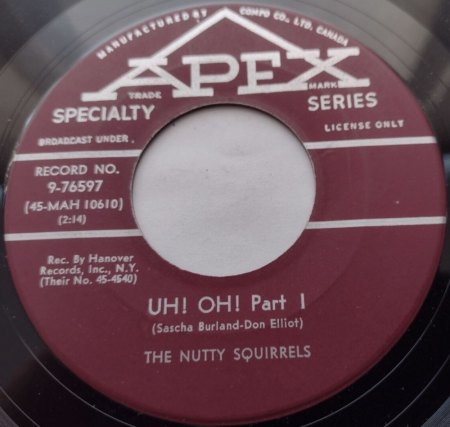 MANUFACTURED BY COMPO CO., LTD., CANADA
APEX
TRADE MARK
SPECIALTY SERIES
BROADCAST UNDER LICENSE ONLY
RECORD NO.
9-76597
(45-MAH 10610)
(2:14)
Rec. By Hanover
Records, Inc., N.Y.
(Their No. 45-4540)
UH! OH! Part 1
(Sascha Burland-Don Elliot)
THE NUTTY SQUIRRELS